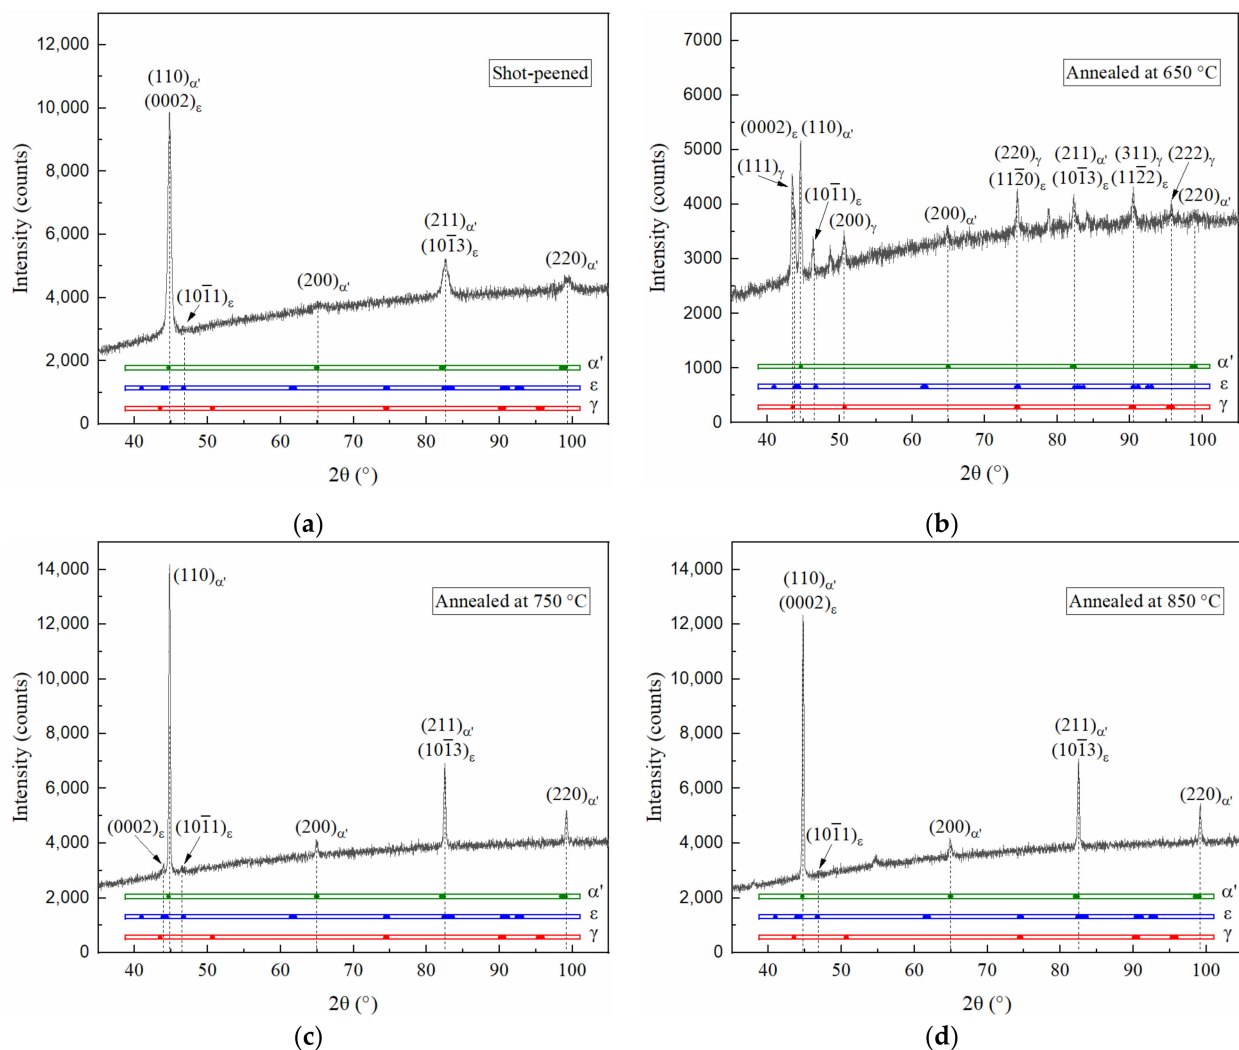 12,000
10,000
8,000
6,000
4,000
2,000
0
Intensity (counts)
(110)α'
(0002)ε
Shot-peened
(101̅1)ε
(200)α'
(211)α'
(101̅3)ε
(220)α'
α'
ε
γ
40 50 60 70 80 90 100
2θ (°)
(a)
7000
6000
5000
4000
3000
2000
1000
0
Intensity (counts)
Annealed at 650 °C
(0002)ε (110)α'
(111)γ
(101̅1)ε
(200)γ
(200)α'
(220)γ
(112̅0)ε
(211)α'
(101̅3)ε
(311)γ
(112̅2)ε
(222)γ
(220)α'
α'
ε
γ
40 50 60 70 80 90 100
2θ (°)
(b)
14,000
12,000
10,000
8,000
6,000
4,000
2,000
0
Intensity (counts)
(110)α'
Annealed at 750 °C
(0002)ε
(101̅1)ε
(200)α'
(211)α'
(101̅3)ε
(220)α'
α'
ε
γ
40 50 60 70 80 90 100
2θ (°)
(c)
14,000
12,000
10,000
8,000
6,000
4,000
2,000
0
Intensity (counts)
(110)α'
(0002)ε
Annealed at 850 °C
(101̅1)ε
(200)α'
(211)α'
(101̅3)ε
(220)α'
α'
ε
γ
40 50 60 70 80 90 100
2θ (°)
(d)